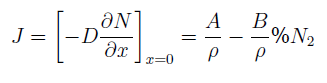 J = [-D ∂N/∂x]_{x=0} = A/ρ - B/ρ %N₂